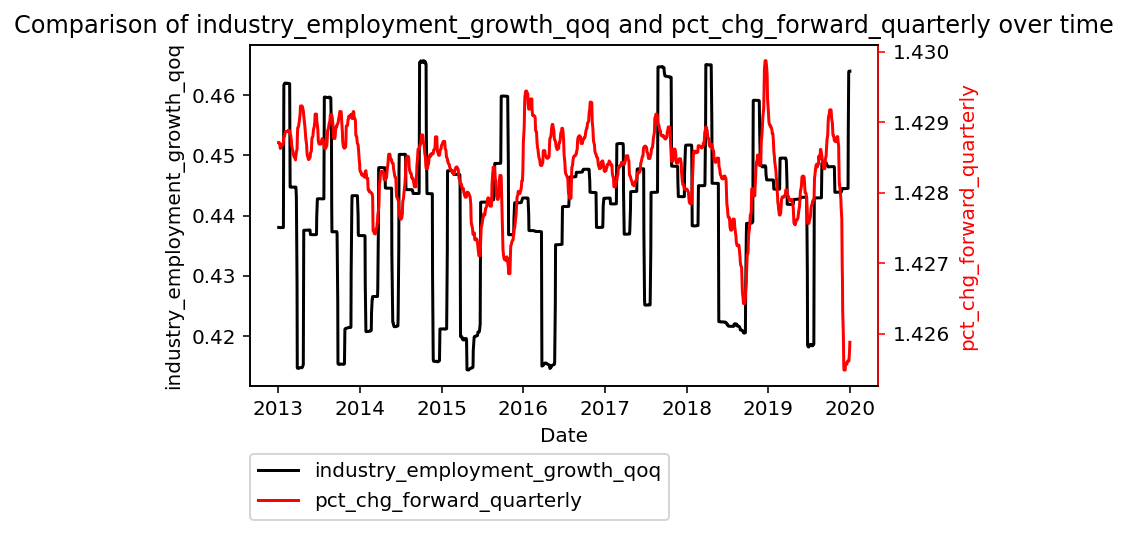 Comparison of industry_employment_growth_qoq and pct_chg_forward_quarterly over time
industry_employment_growth_qoq
0.46
0.45
0.44
0.43
0.42
1.430
1.429
1.428
1.427
1.426
pct_chg_forward_quarterly
2013 2014 2015 2016 2017 2018 2019 2020
Date
industry_employment_growth_qoq
pct_chg_forward_quarterly